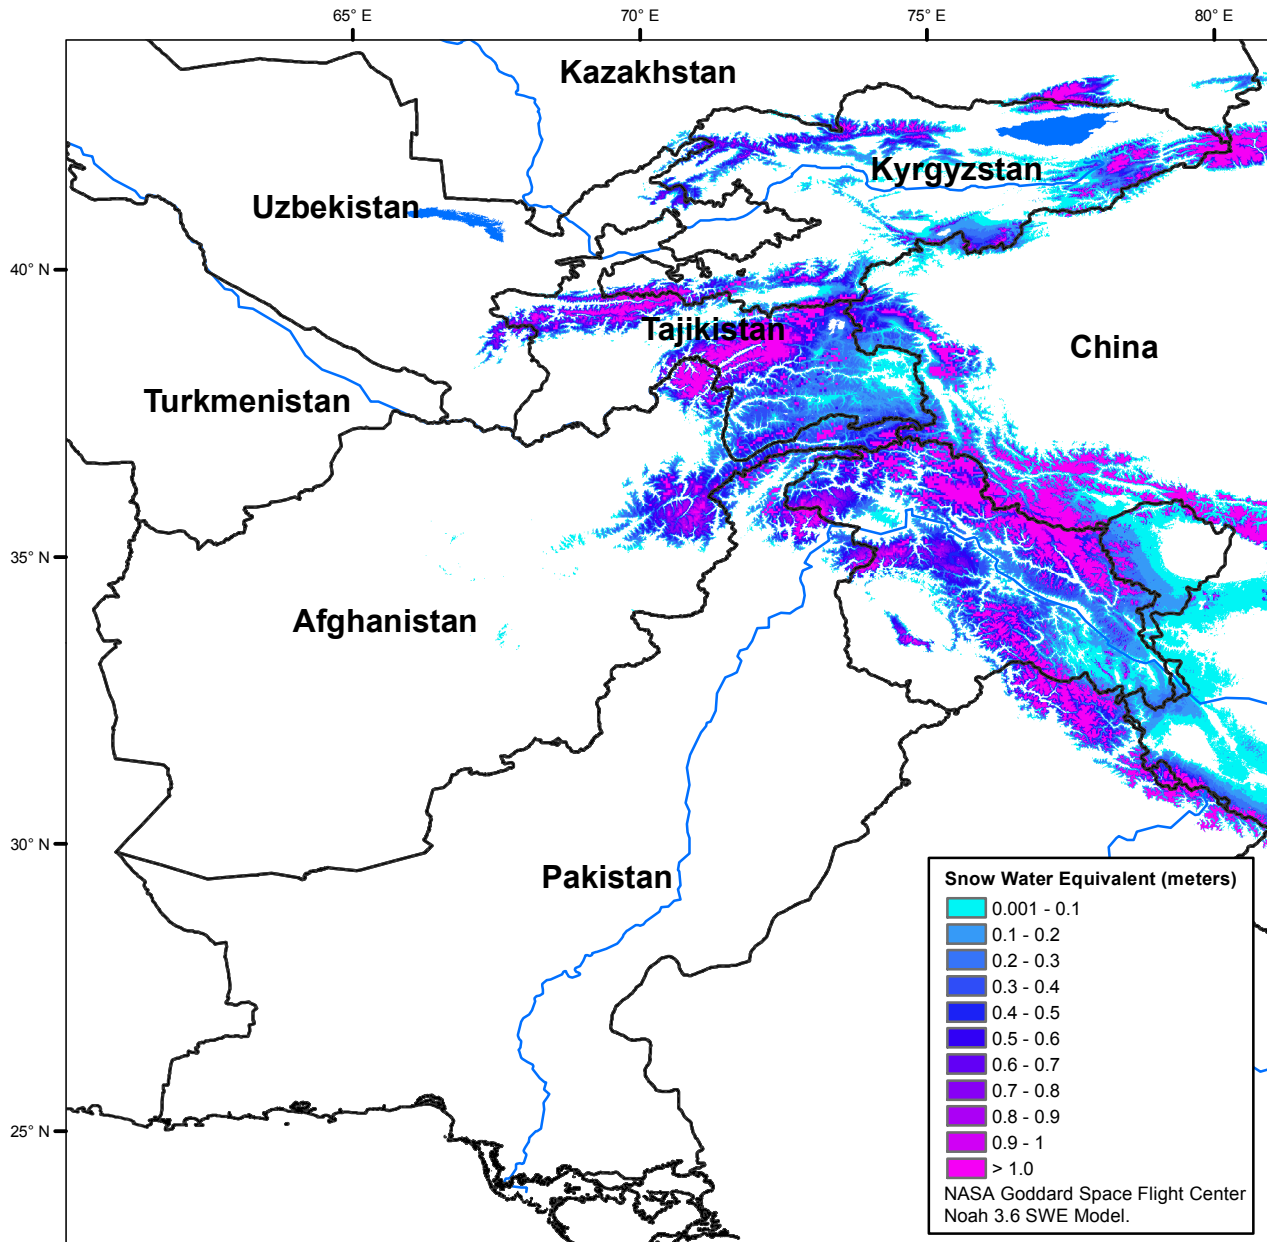 65° E
70° E
75° E
80° E
Kazakhstan
Kyrgyzstan
Uzbekistan
40° N
Tajikistan
China
Turkmenistan
35° N
Afghanistan
30° N
Pakistan
25° N
Snow Water Equivalent (meters)
0.001 - 0.1
0.1 - 0.2
0.2 - 0.3
0.3 - 0.4
0.4 - 0.5
0.5 - 0.6
0.6 - 0.7
0.7 - 0.8
0.8 - 0.9
0.9 - 1
> 1.0
NASA Goddard Space Flight Center
Noah 3.6 SWE Model.